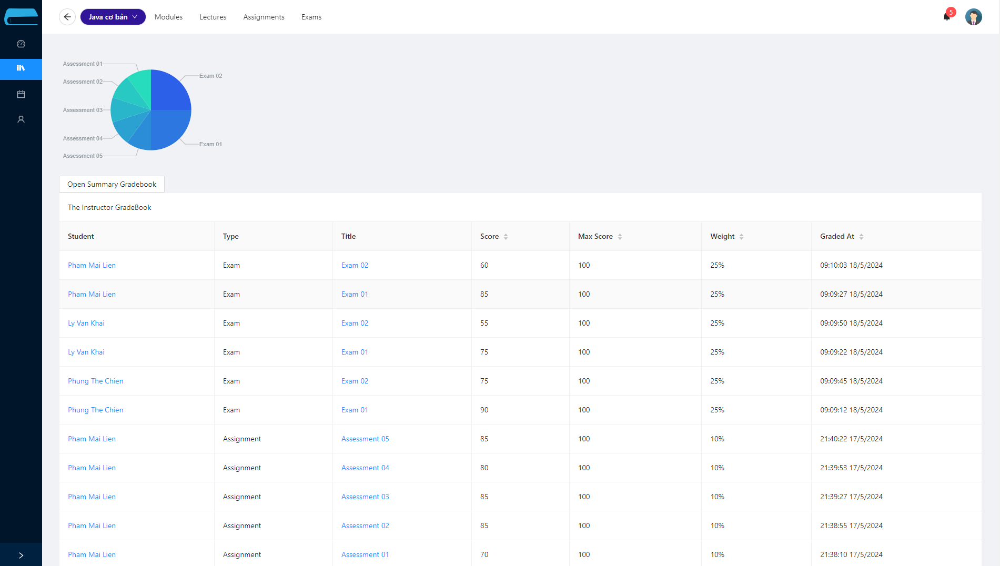 Java cơ bản Modules Lectures Assignments Exams 5
Assessment 01
Exam 02
Assessment 02
Assessment 03
Assessment 04
Exam 01
Assessment 05
Open Summary Gradebook
The Instructor GradeBook
Student Type Title Score Max Score Weight Graded At
Pham Mai Lien Exam Exam 02 60 100 25% 09:10:03 18/5/2024
Pham Mai Lien Exam Exam 01 85 100 25% 09:09:27 18/5/2024
Ly Van Khai Exam Exam 02 55 100 25% 09:09:50 18/5/2024
Ly Van Khai Exam Exam 01 75 100 25% 09:09:22 18/5/2024
Phung The Chien Exam Exam 02 75 100 25% 09:09:45 18/5/2024
Phung The Chien Exam Exam 01 90 100 25% 09:09:12 18/5/2024
Pham Mai Lien Assignment Assessment 05 85 100 10% 21:40:22 17/5/2024
Pham Mai Lien Assignment Assessment 04 80 100 10% 21:39:53 17/5/2024
Pham Mai Lien Assignment Assessment 03 85 100 10% 21:39:27 17/5/2024
Pham Mai Lien Assignment Assessment 02 85 100 10% 21:38:55 17/5/2024
Pham Mai Lien Assignment Assessment 01 70 100 10% 21:38:10 17/5/2024